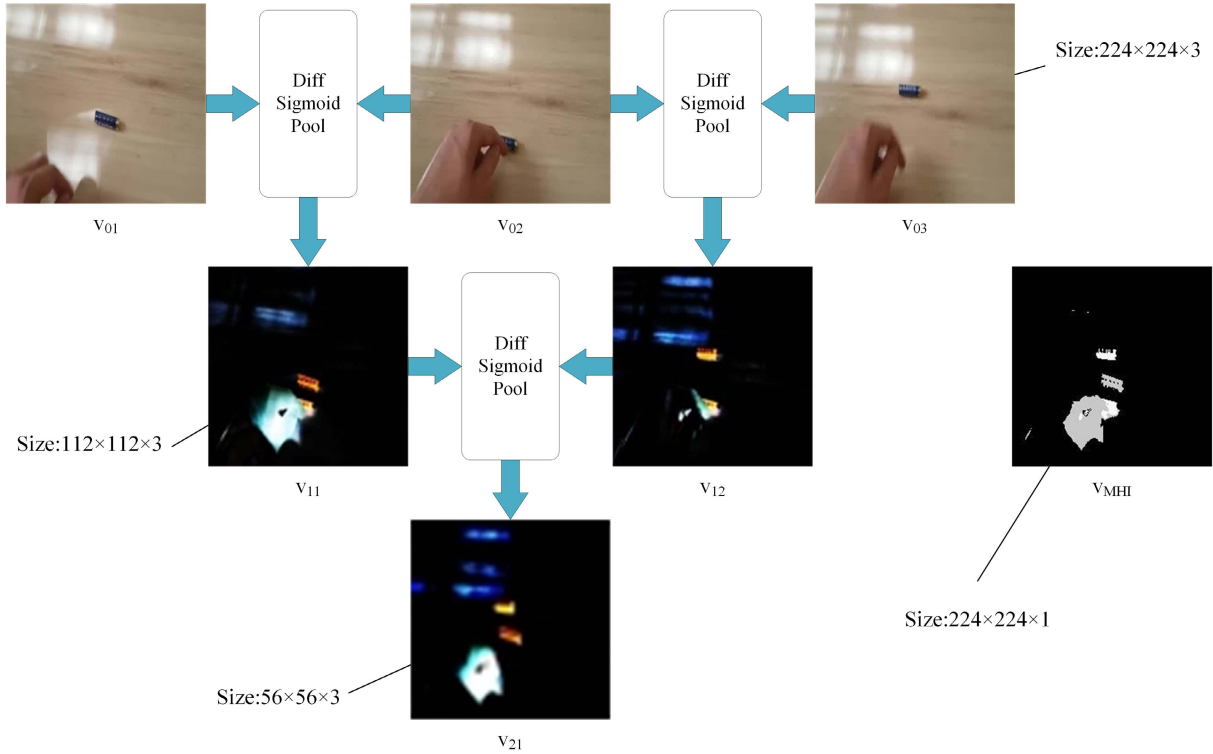 Diff
Sigmoid
Pool
Diff
Sigmoid
Pool
Size:224×224×3
v₀₁
v₀₂
v₀₃
Diff
Sigmoid
Pool
Size:112×112×3
v₁₁
v₁₂
v_MHI
Size:224×224×1
Size:56×56×3
v₂₁